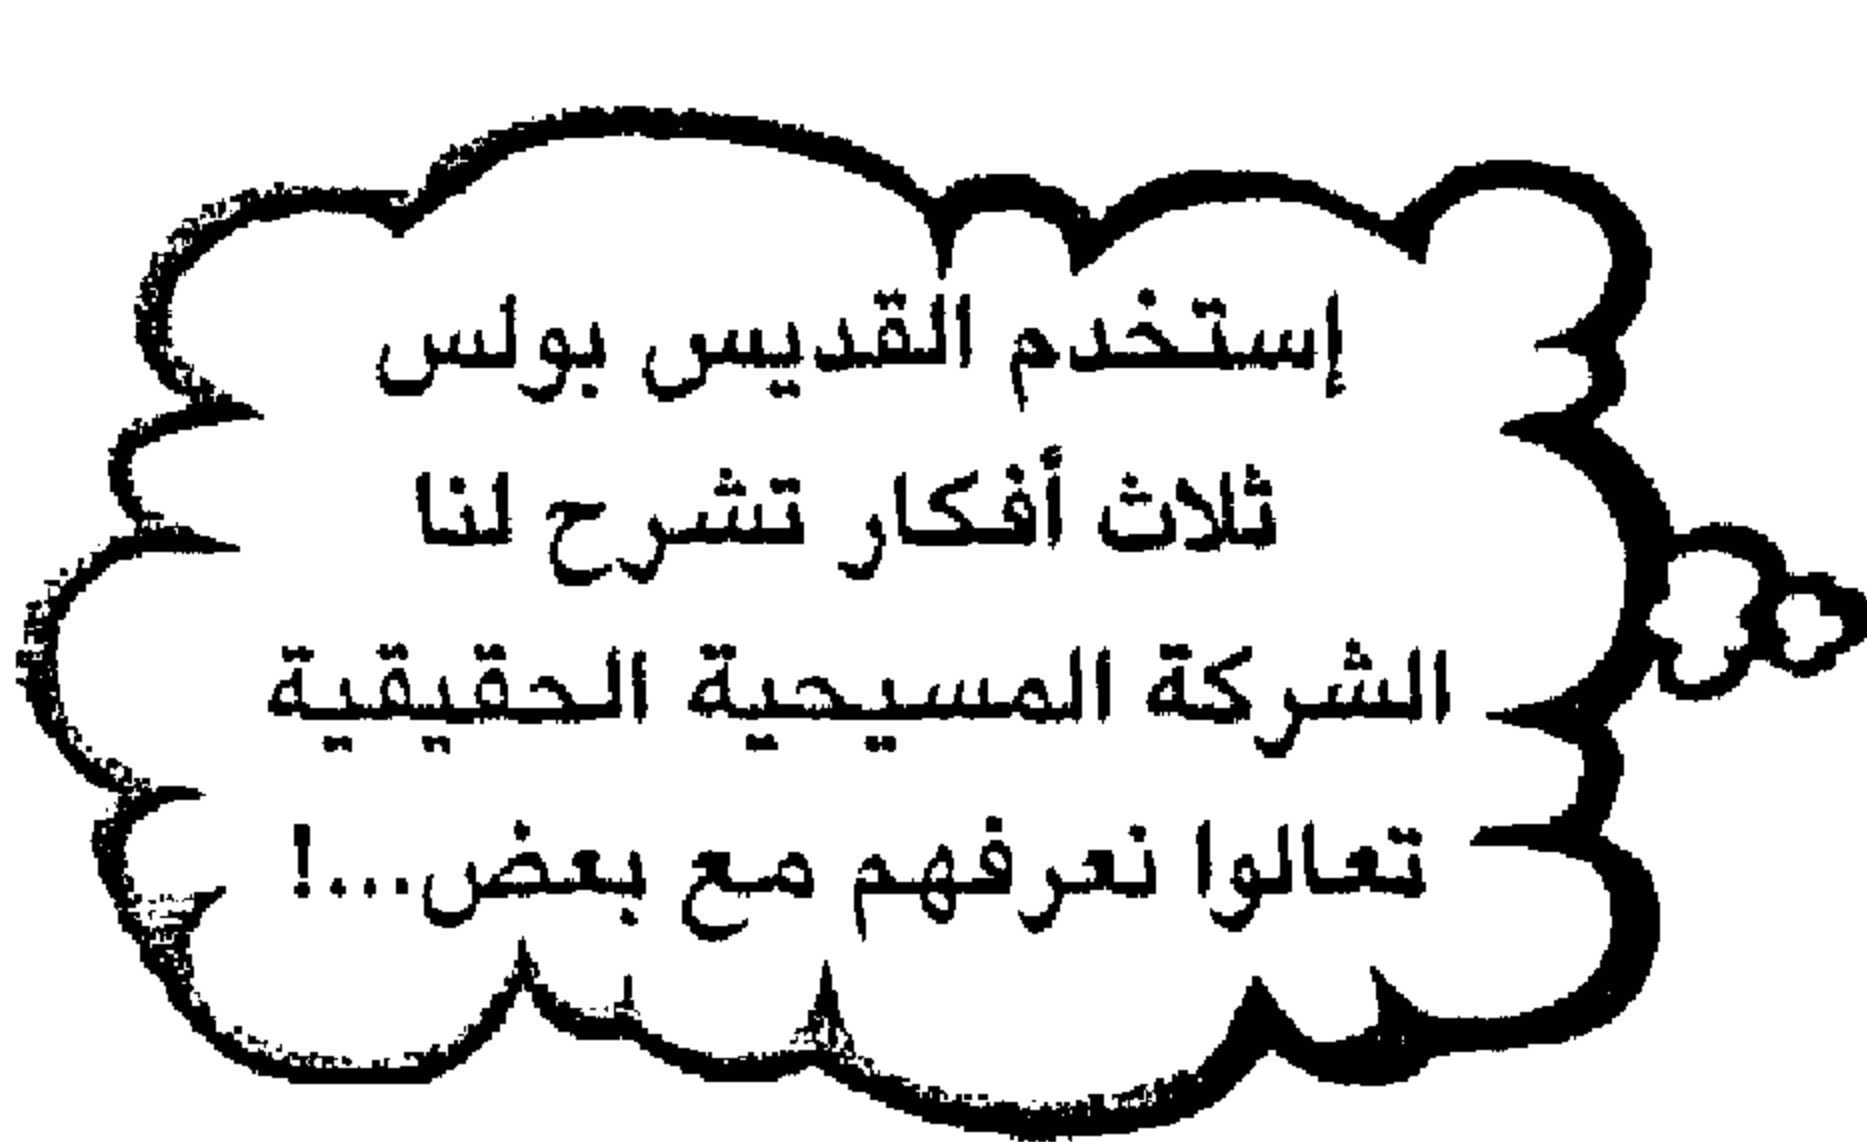 إستخدم القديس بولس
ثلاث أفكار تشرح لنا
الشركة المسيحية الحقيقية
تعالوا نعرفهم مع بعض...!